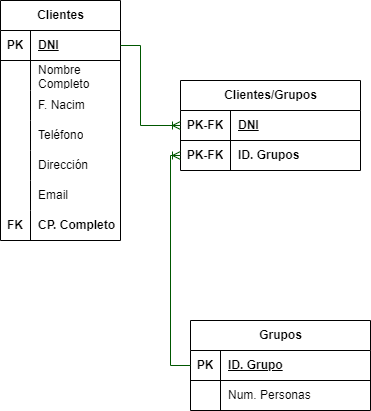 Clientes
PK DNI
Nombre
Completo
F. Nacim
Teléfono
Dirección
Email
FK CP. Completo
Clientes/Grupos
PK-FK DNI
PK-FK ID. Grupos
Grupos
PK ID. Grupo
Num. Personas